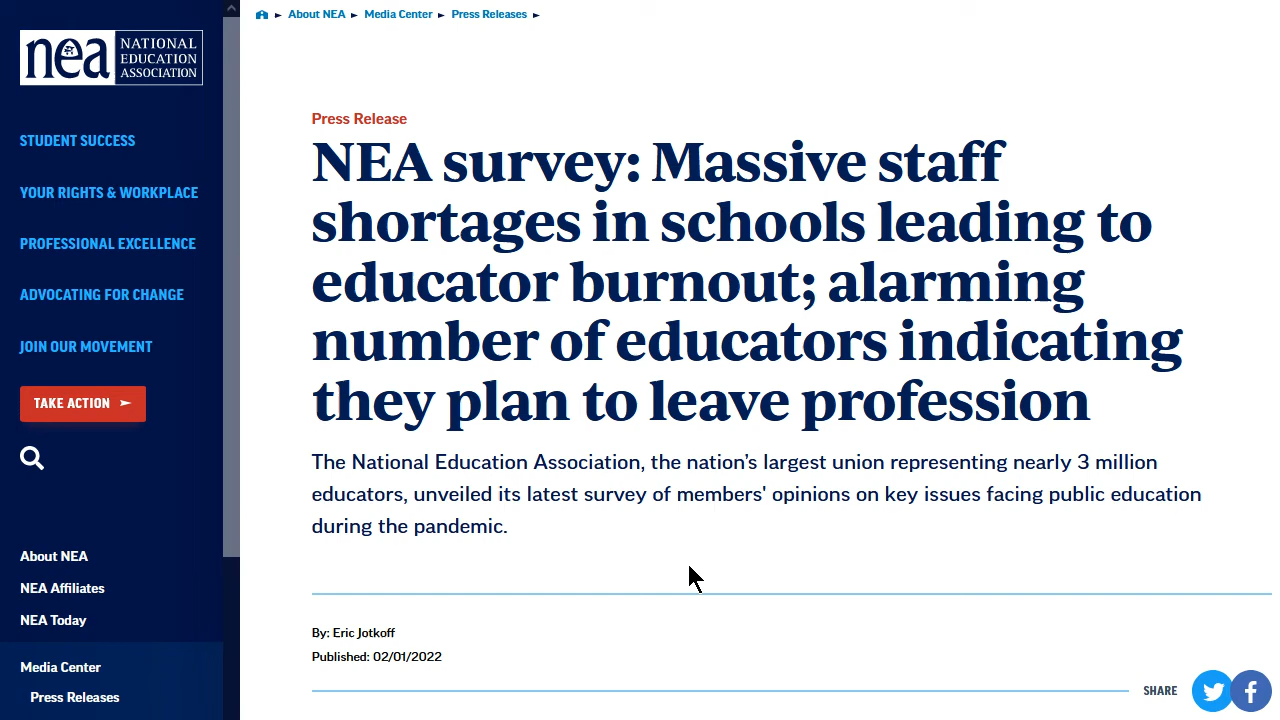 nea NATIONAL
EDUCATION
ASSOCIATION
STUDENT SUCCESS
YOUR RIGHTS & WORKPLACE
PROFESSIONAL EXCELLENCE
ADVOCATING FOR CHANGE
JOIN OUR MOVEMENT
TAKE ACTION
About NEA
NEA Affiliates
NEA Today
Media Center
Press Releases
About NEA ► Media Center ► Press Releases ►
Press Release
NEA survey: Massive staff
shortages in schools leading to
educator burnout; alarming
number of educators indicating
they plan to leave profession
The National Education Association, the nation's largest union representing nearly 3 million
educators, unveiled its latest survey of members' opinions on key issues facing public education
during the pandemic.
By: Eric Jotkoff
Published: 02/01/2022
SHARE